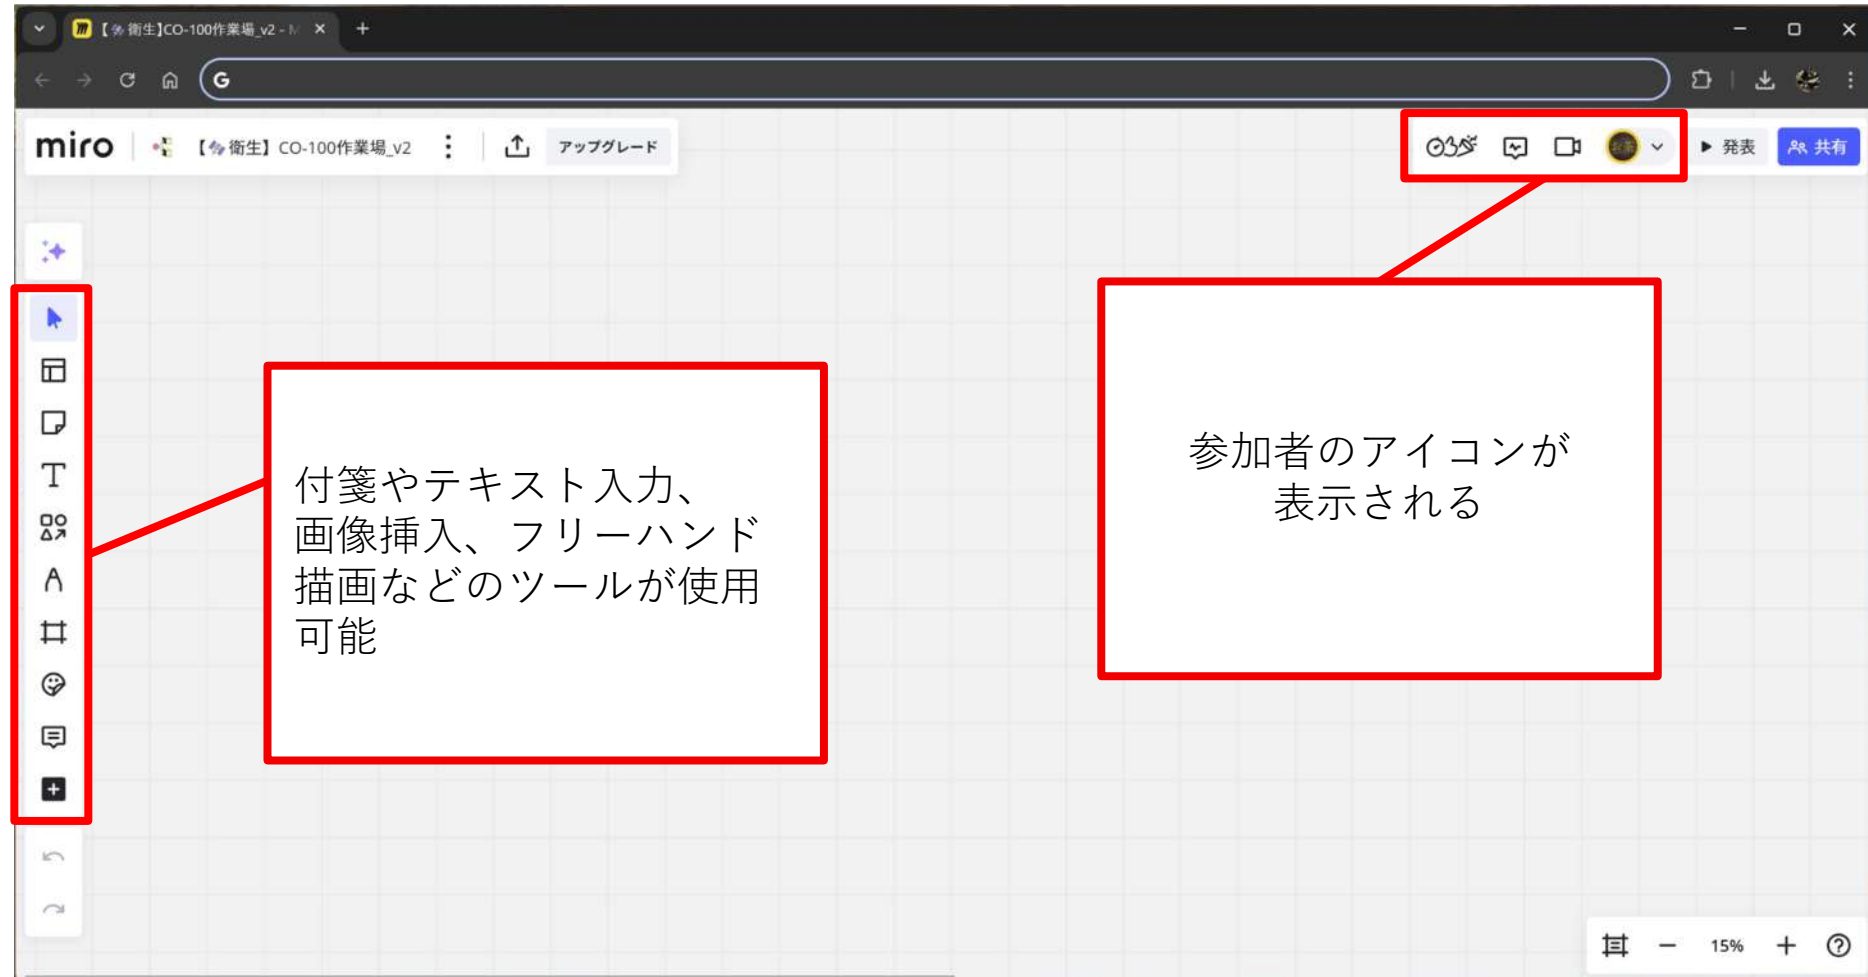 【🛰衛生】CO-100作業場_v2 - M
miro 【🛰衛生】CO-100作業場_v2 アップグレード
発表 共有
参加者のアイコンが
表示される
付箋やテキスト入力、
画像挿入、フリーハンド
描画などのツールが使用
可能
15%